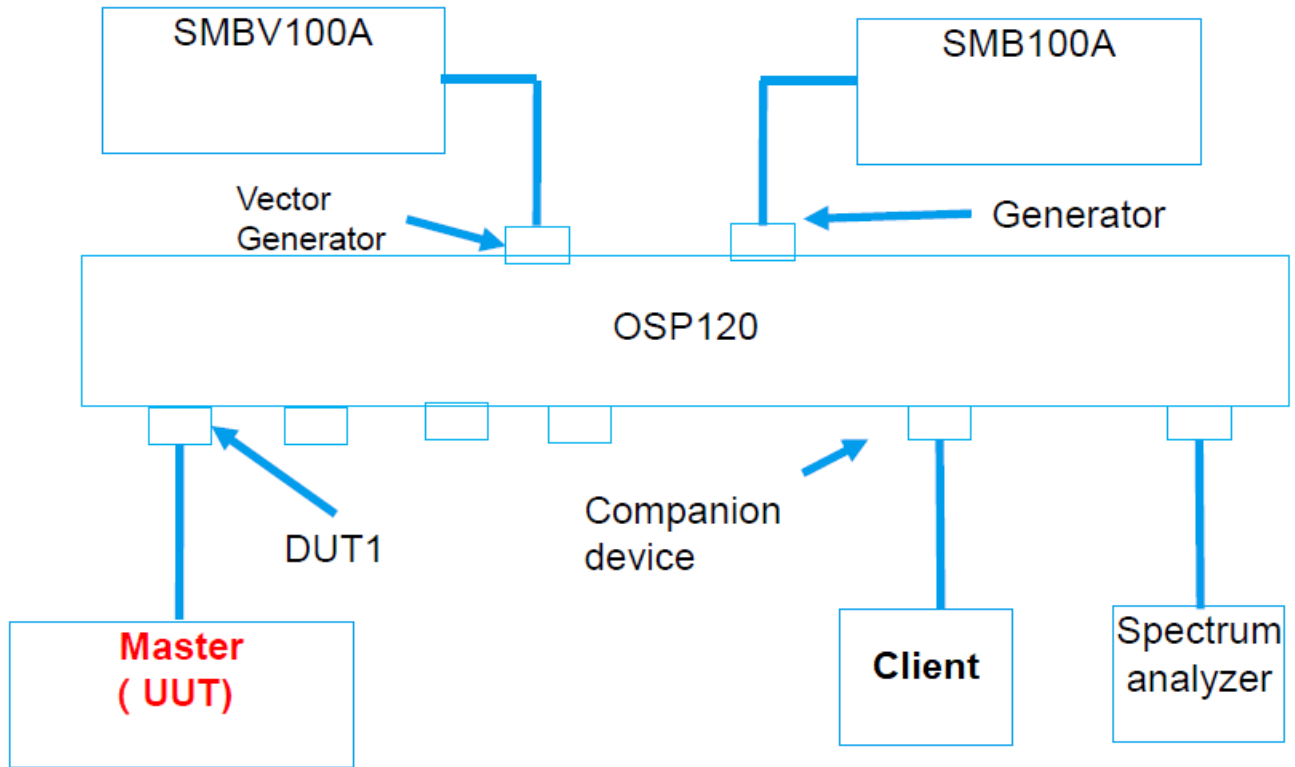 SMBV100A
SMB100A
Vector
Generator
Generator
OSP120
DUT1
Companion
device
Master
( UUT)
Client
Spectrum
analyzer